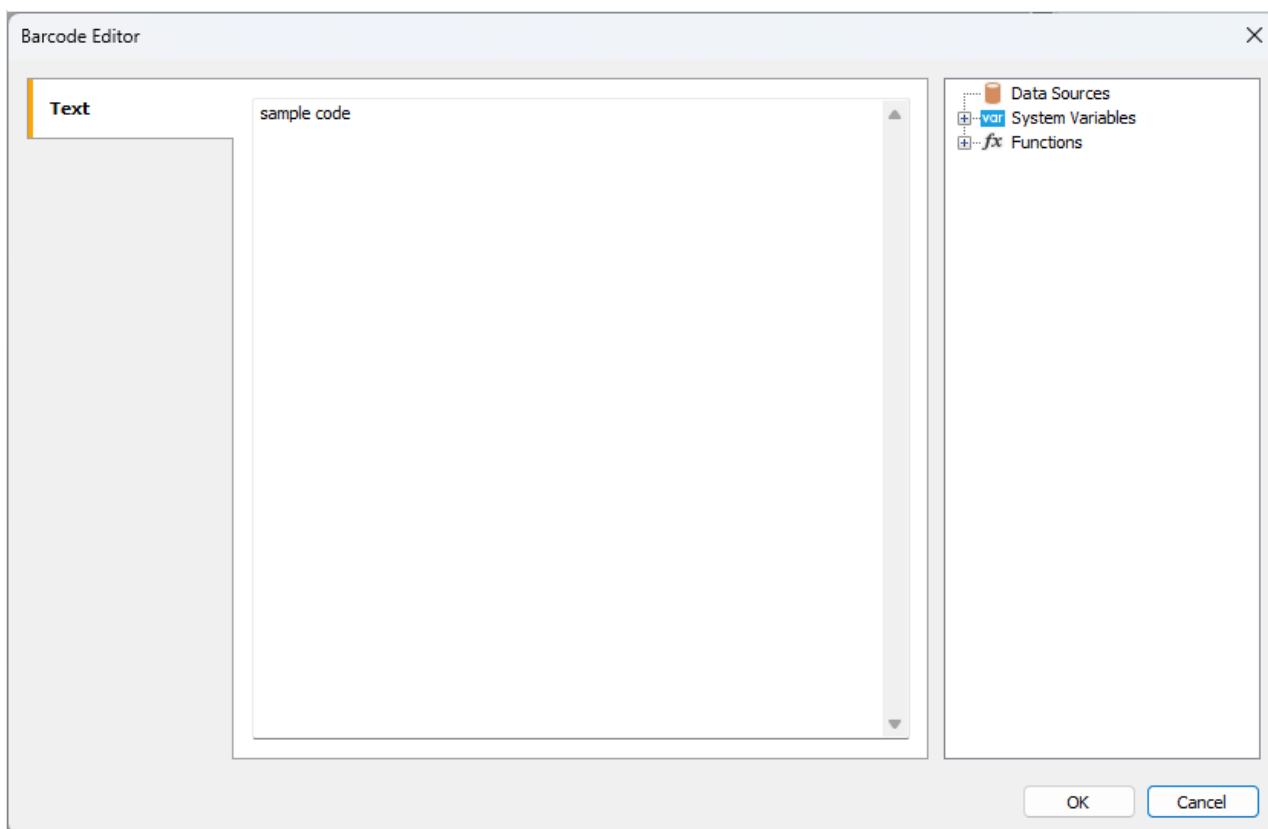 Barcode Editor
Text
sample code
Data Sources
var System Variables
fx Functions
OK Cancel